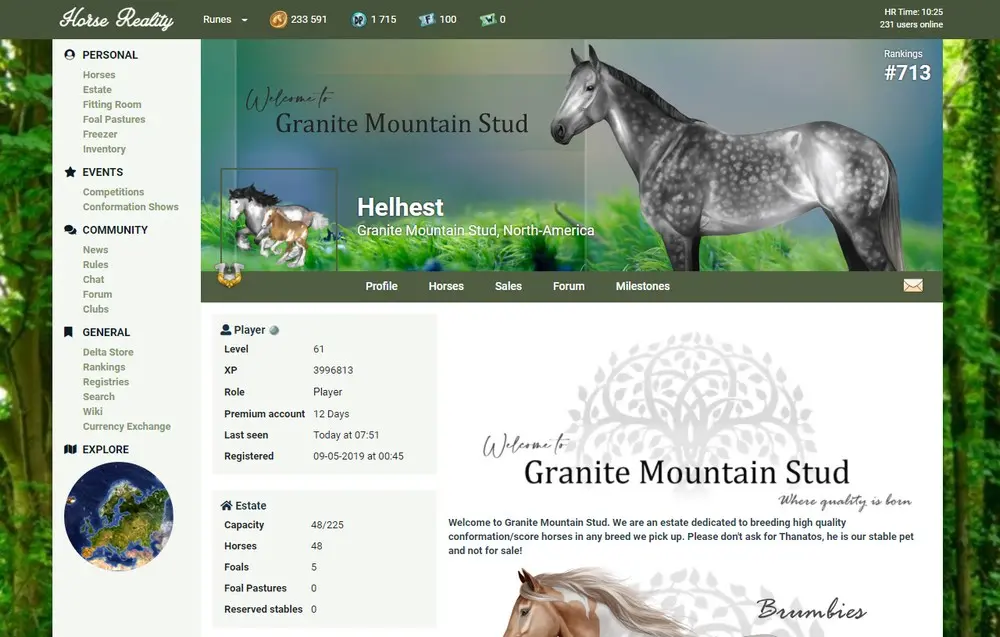 Horse Reality
Runes
233 591
1 715
100
0
HR Time: 10:25
231 users online
PERSONAL
Horses
Estate
Fitting Room
Foal Pastures
Freezer
Inventory
EVENTS
Competitions
Conformation Shows
COMMUNITY
News
Rules
Chat
Forum
Clubs
GENERAL
Delta Store
Rankings
Registries
Search
Wiki
Currency Exchange
EXPLORE
Rankings
#713
Welcome to
Granite Mountain Stud
Helhest
Granite Mountain Stud, North-America
Profile
Horses
Sales
Forum
Milestones
Player
Level 61
XP 3996813
Role Player
Premium account 12 Days
Last seen Today at 07:51
Registered 09-05-2019 at 00:45
Estate
Capacity 48/225
Horses 48
Foals 5
Foal Pastures 0
Reserved stables 0
Welcome to
Granite Mountain Stud
Where quality is born
Welcome to Granite Mountain Stud. We are an estate dedicated to breeding high quality
conformation/score horses in any breed we pick up. Please don't ask for Thanatos, he is our stable pet
and not for sale!
Brumbies